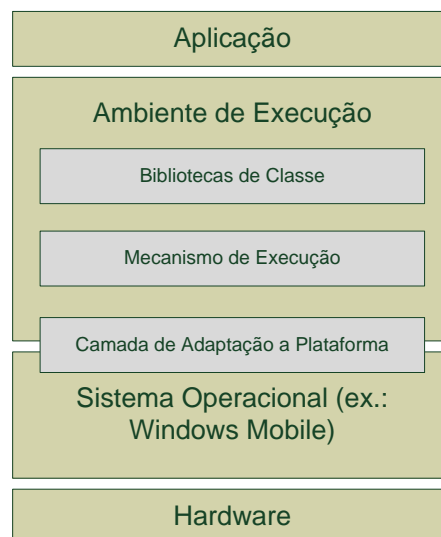 Aplicação
Ambiente de Execução
Bibliotecas de Classe
Mecanismo de Execução
Camada de Adaptação a Plataforma
Sistema Operacional (ex.:
Windows Mobile)
Hardware